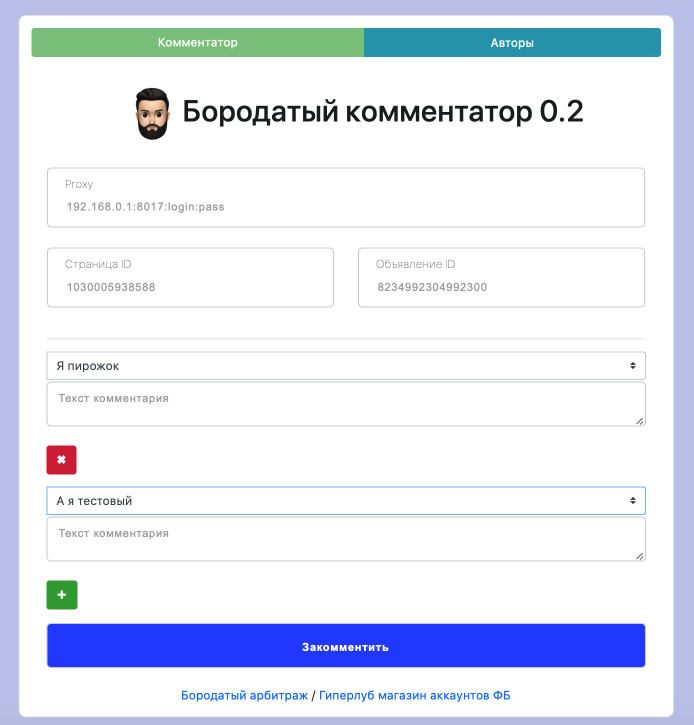 Комментатор Авторы
Бородатый комментатор 0.2
Proxy
192.168.0.1:8017:login:pass
Страница ID Объявление ID
1030005938588 8234992304992300
Я пирожок
Текст комментария
А я тестовый
Текст комментария
Закомментить
Бородатый арбитраж / Гиперлуб магазин аккаунтов ФБ